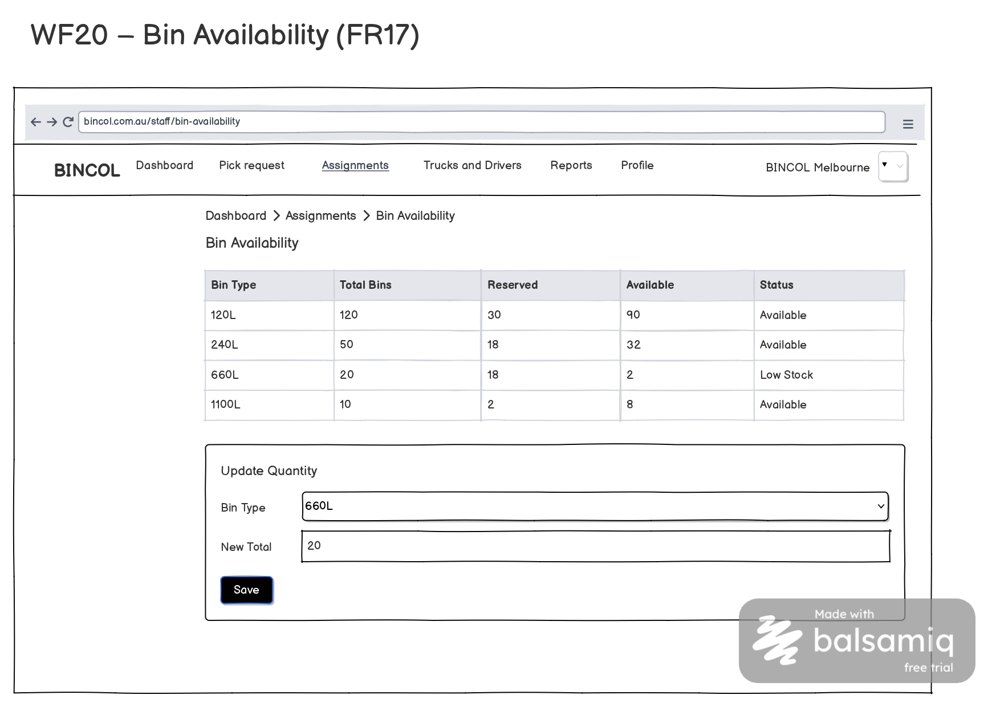 WF20 – Bin Availability (FR17)
bincol.com.au/staff/bin-availability
BINCOL Dashboard Pick request Assignments Trucks and Drivers Reports Profile BINCOL Melbourne
Dashboard > Assignments > Bin Availability
Bin Availability
Bin Type Total Bins Reserved Available Status
120L 120 30 90 Available
240L 50 18 32 Available
660L 20 18 2 Low Stock
1100L 10 2 8 Available
Update Quantity
Bin Type 660L
New Total 20
Save
Made with
balsamiq
free trial